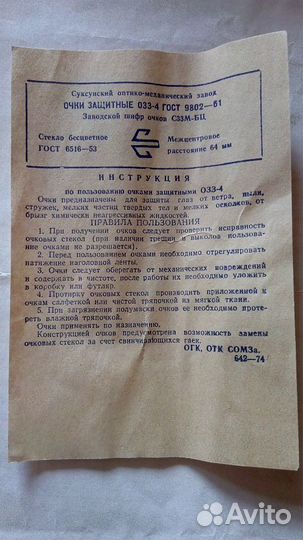 Суксунский оптико-механический завод
ОЧКИ ЗАЩИТНЫЕ ОЗЗ-4 ГОСТ 9802—61
Заводской шифр очков СЗЗМ-БЦ
Стекло бесцветное
ГОСТ 6516—53
Межцентровое
расстояние 64 мм
ИНСТРУКЦИЯ
по пользованию очками защитными ОЗЗ-4
Очки предназначены для защиты глаз от ветра, пыли,
стружек, мелких частиц твердых тел и мелких осколков, от
брызг химически неагрессивных жидкостей.
ПРАВИЛА ПОЛЬЗОВАНИЯ
1. При получении очков следует проверить исправность
очковых стекол (при наличии трещин и выколов пользова-
ние очками не разрешается).
2. Перед пользованием очками необходимо отрегулировать
натяжение наголовной ленты.
3. Очки следует оберегать от механических повреждений
и содержать в чистоте, после работы их необходимо уложить
в коробку или футляр.
4. Протирку очковых стекол производить приложенной к
очкам салфеткой или чистой тряпочкой из мягкой ткани.
5. При загрязнении полумаски очков ее необходимо проте-
реть влажной тряпочкой.
Очки применять по назначению.
Конструкцией очков предусмотрена возможность замены
очковых стекол за счет свинчивающихся гаек.
ОГК, ОТК СОМЗа.
642—74
Avito